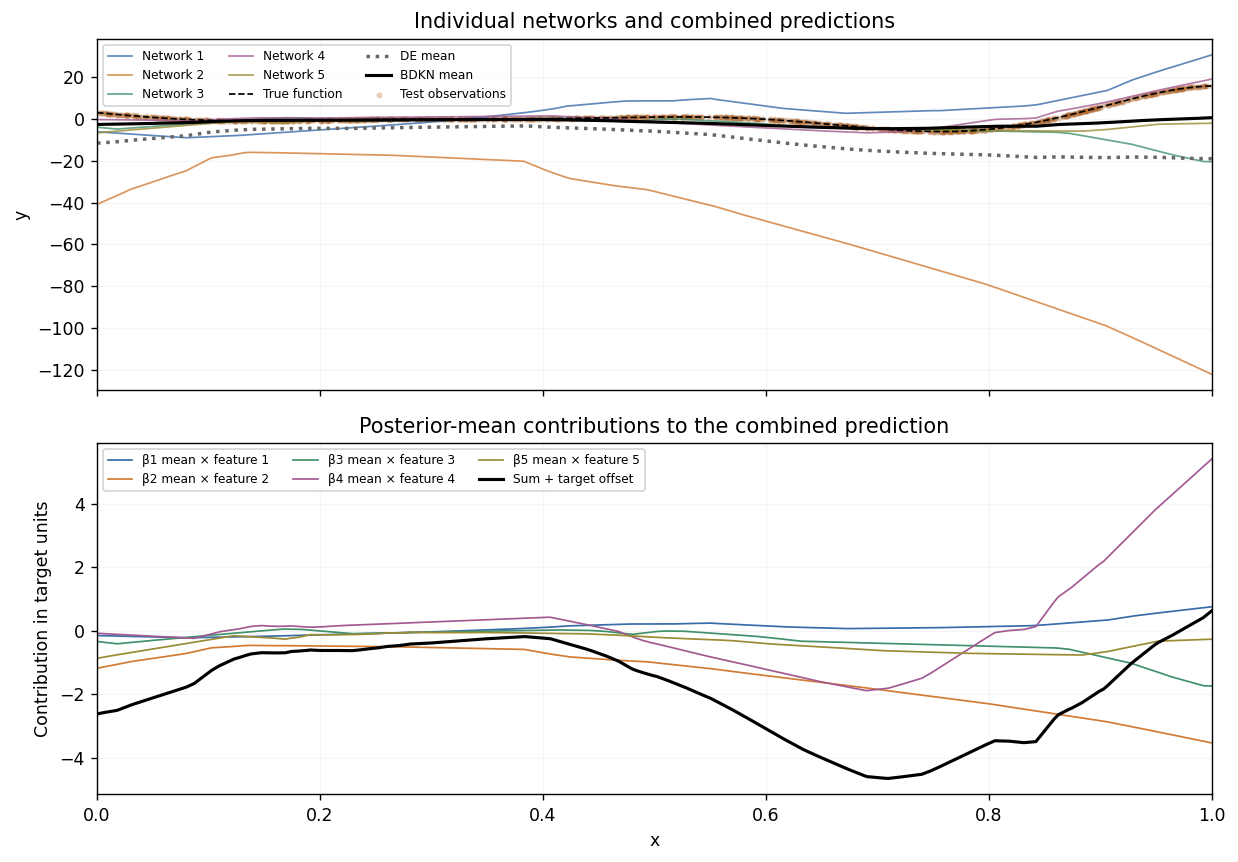 Individual networks and combined predictions
Network 1
Network 2
Network 3
Network 4
Network 5
True function
DE mean
BDKN mean
Test observations
y
20
0
−20
−40
−60
−80
−100
−120
Posterior-mean contributions to the combined prediction
β1 mean × feature 1
β2 mean × feature 2
β3 mean × feature 3
β4 mean × feature 4
β5 mean × feature 5
Sum + target offset
Contribution in target units
4
2
0
−2
−4
0.0 0.2 0.4 0.6 0.8 1.0
x